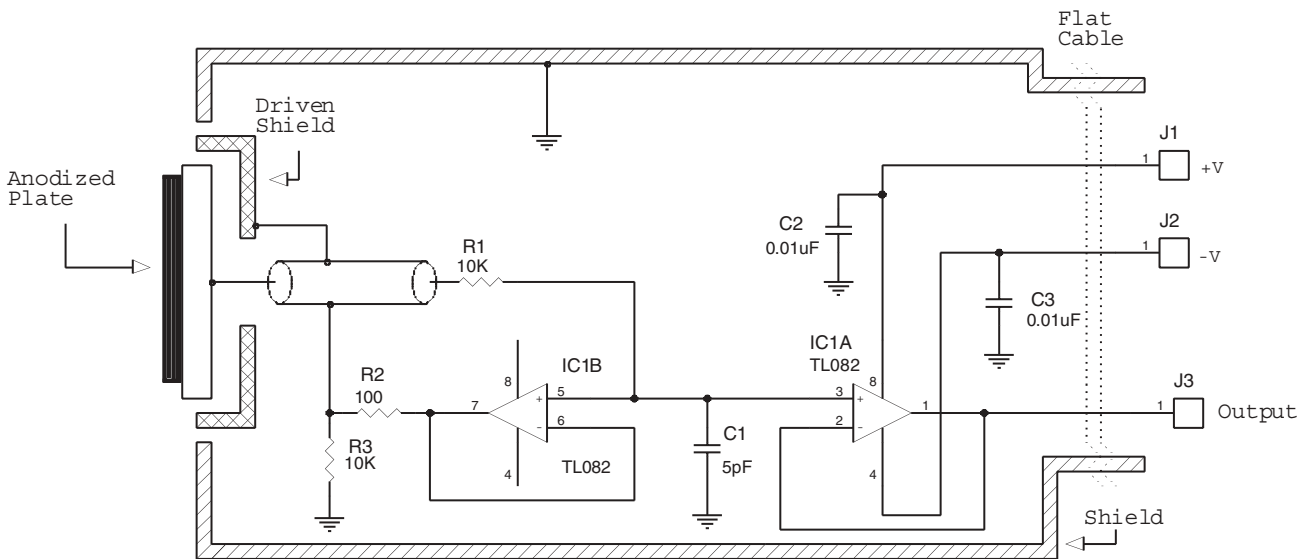 Flat
Cable
Driven
Shield
J1
1
+V
Anodized
Plate
C2
0.01uF
J2
1
-V
R1
10K
C3
0.01uF
IC1B
IC1A
TL082
R2
100
8
5
7
6
+
-
4
TL082
R3
10K
C1
5pF
3
2
+
-
8
1
4
J3
1
Output
Shield